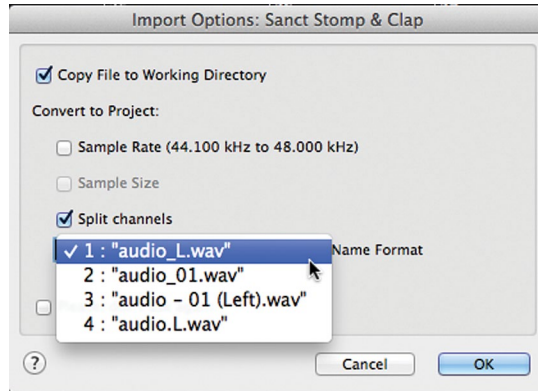 Import Options: Sanct Stomp & Clap
Copy File to Working Directory
Convert to Project:
Sample Rate (44.100 kHz to 48.000 kHz)
Sample Size
Split channels
✓ 1 : "audio_L.wav" Name Format
2 : "audio_01.wav"
3 : "audio - 01 (Left).wav"
4 : "audio.L.wav"
? Cancel OK